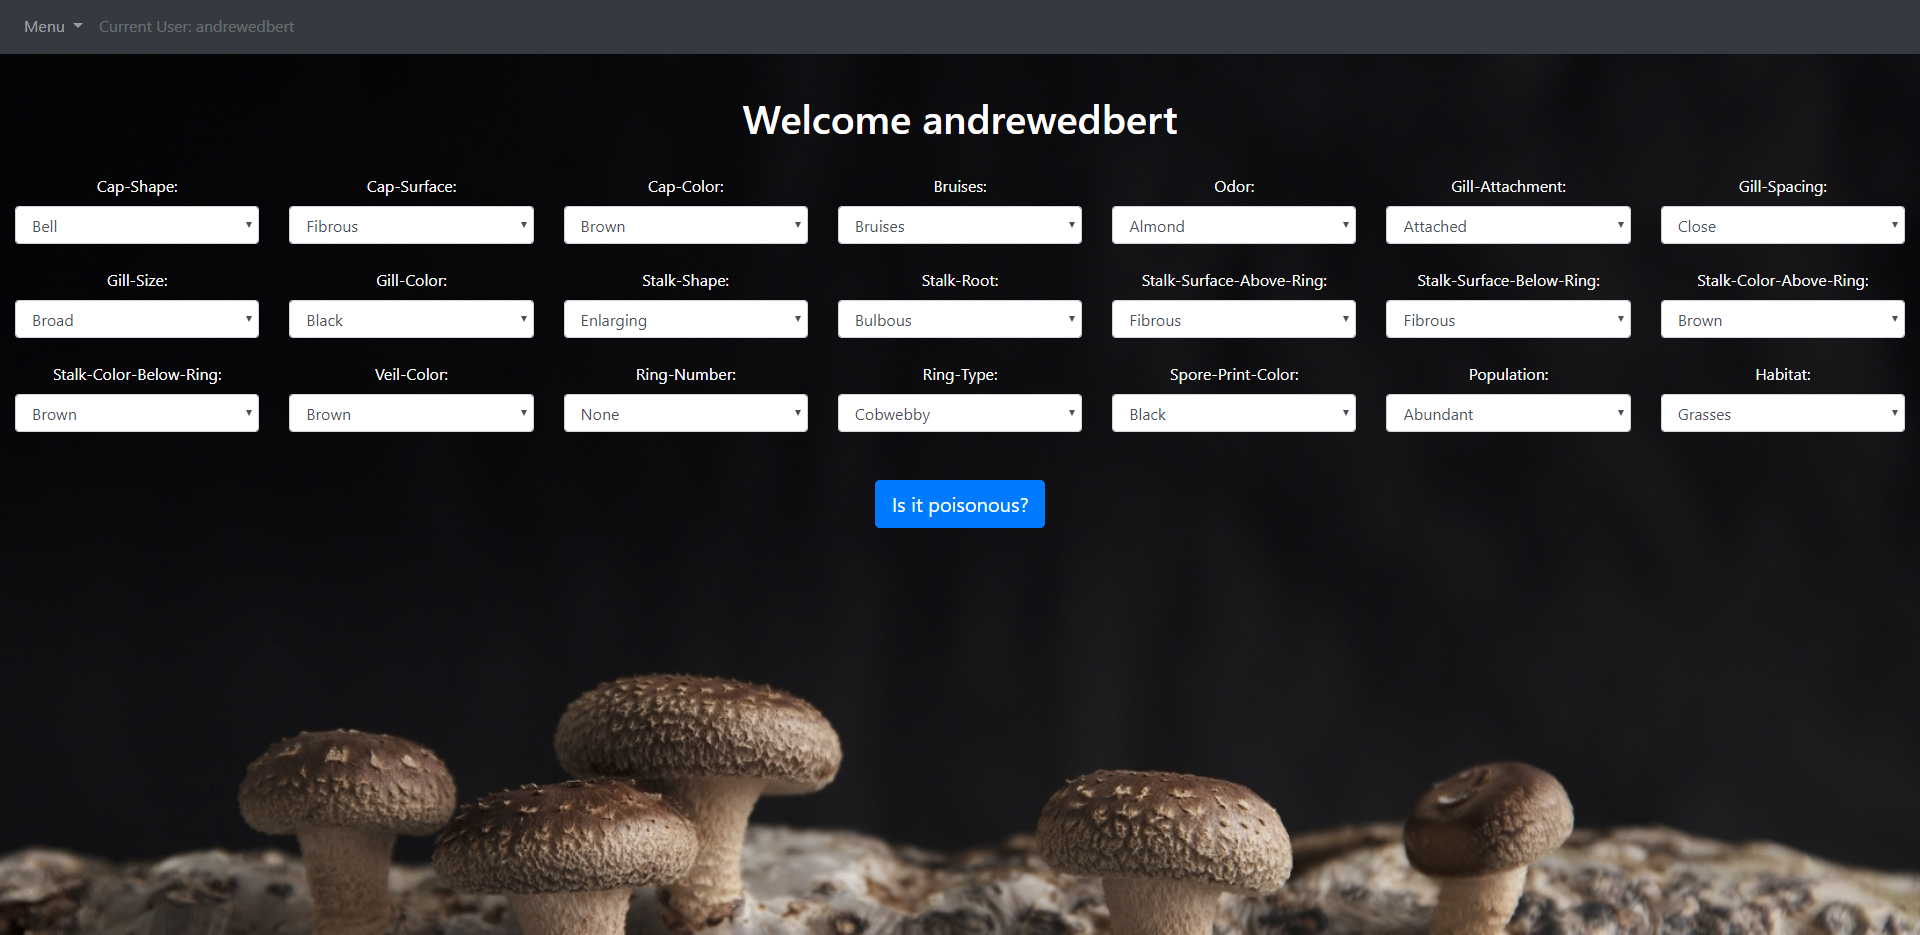 Menu Current User: andrewedbert
Welcome andrewedbert
Cap-Shape: Cap-Surface: Cap-Color: Bruises: Odor: Gill-Attachment: Gill-Spacing:
Bell Fibrous Brown Bruises Almond Attached Close
Gill-Size: Gill-Color: Stalk-Shape: Stalk-Root: Stalk-Surface-Above-Ring: Stalk-Surface-Below-Ring: Stalk-Color-Above-Ring:
Broad Black Enlarging Bulbous Fibrous Fibrous Brown
Stalk-Color-Below-Ring: Veil-Color: Ring-Number: Ring-Type: Spore-Print-Color: Population: Habitat:
Brown Brown None Cobwebby Black Abundant Grasses
Is it poisonous?